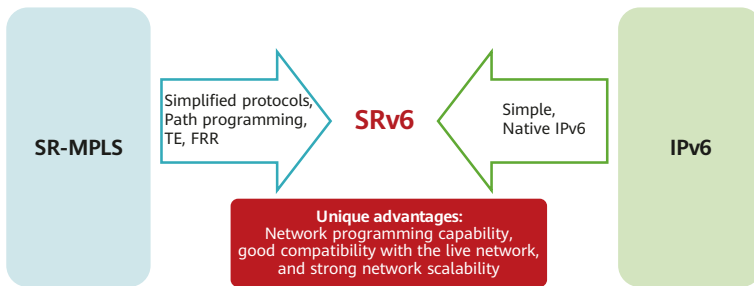 SR-MPLS
Simplified protocols,
Path programming,
TE, FRR
SRv6
Simple,
Native IPv6
IPv6
Unique advantages:
Network programming capability,
good compatibility with the live network,
and strong network scalability